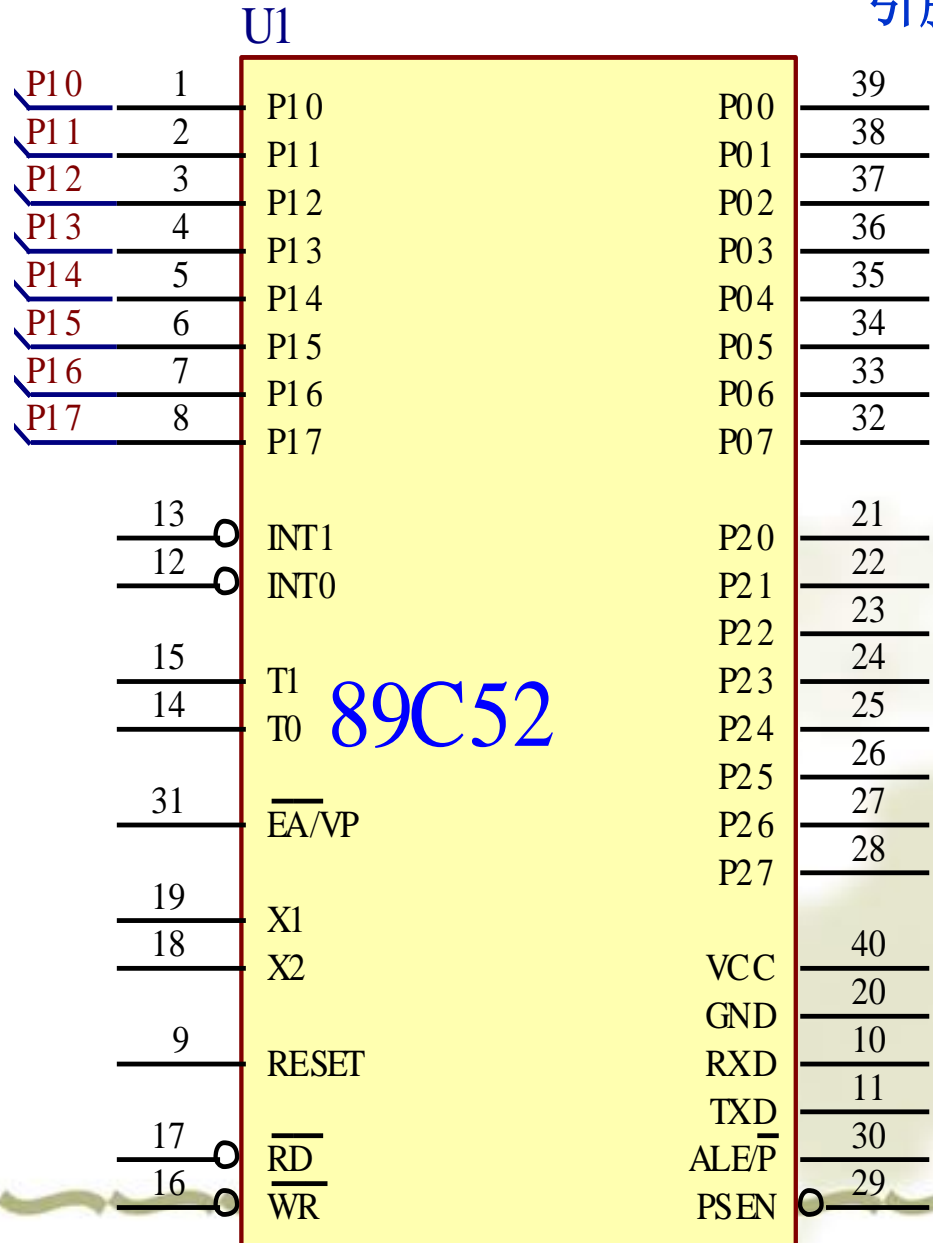 U1
引
P10 1 P10 P00 39
P11 2 P11 P01 38
P12 3 P12 P02 37
P13 4 P13 P03 36
P14 5 P14 P04 35
P15 6 P15 P05 34
P16 7 P16 P06 33
P17 8 P17 P07 32
13 INT1 P20 21
12 INT0 P21 22
P22 23
15 T1 P23 24
14 T0 P24 25
89C52
P25 26
31 EA/VP P26 27
P27 28
19 X1
18 X2 VCC 40
GND 20
9 RESET RXD 10
TXD 11
17 RD ALE/P 30
16 WR PSEN 29